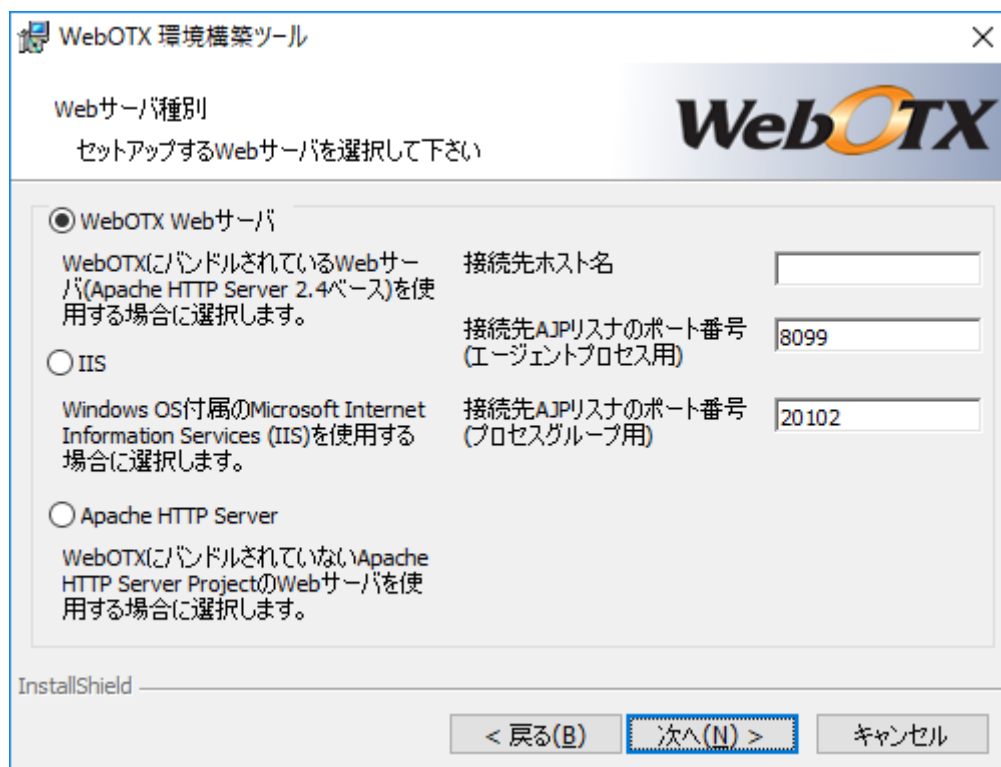 WebOTX 環境構築ツール
Webサーバ種別
セットアップするWebサーバを選択して下さい
WebOTX
WebOTX Webサーバ
WebOTXにバンドルされているWebサー
バ(Apache HTTP Server 2.4ベース)を使
用する場合に選択します。
接続先ホスト名
接続先AJPリスナのポート番号
(エージェントプロセス用)
8099
IIS
Windows OS付属のMicrosoft Internet
Information Services (IIS)を使用する
場合に選択します。
接続先AJPリスナのポート番号
(プロセスグループ用)
20102
Apache HTTP Server
WebOTXにバンドルされていないApache
HTTP Server ProjectのWebサーバを使
用する場合に選択します。
InstallShield
< 戻る(B)
次へ(N) >
キャンセル